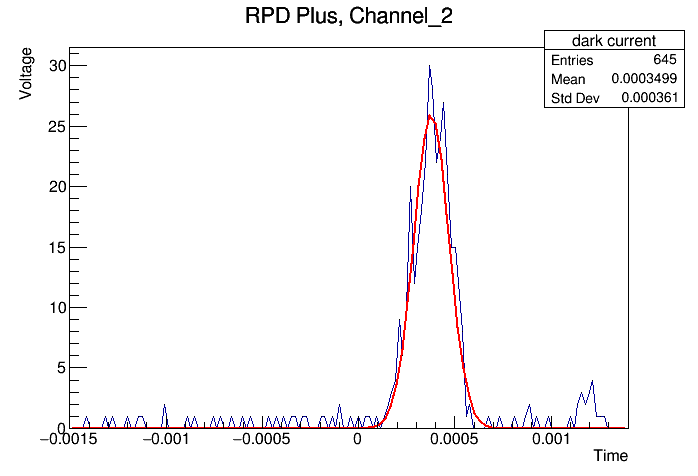 RPD Plus, Channel_2
dark current
Entries 645
Mean 0.0003499
Std Dev 0.000361
Voltage
30
25
20
15
10
5
0
−0.0015 −0.001 −0.0005 0 0.0005 0.001
Time